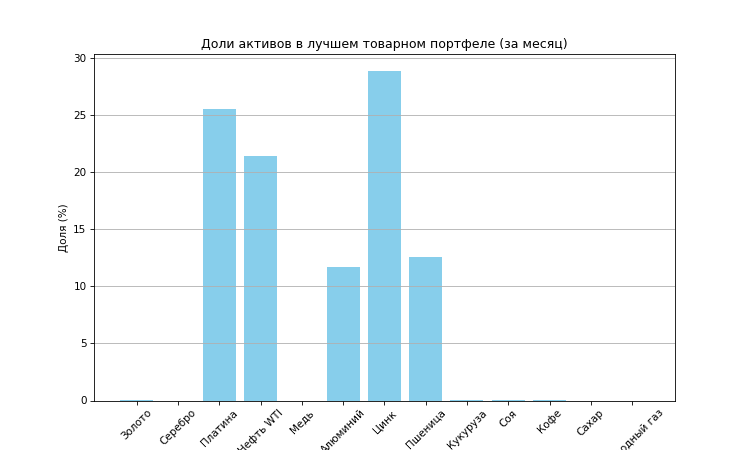 Доли активов в лучшем товарном портфеле (за месяц)
Доля (%)
30
25
20
15
10
5
0
Золото
Серебро
Платина
Нефть WTI
Медь
Алюминий
Цинк
Пшеница
Кукуруза
Соя
Кофе
Сахар
газ